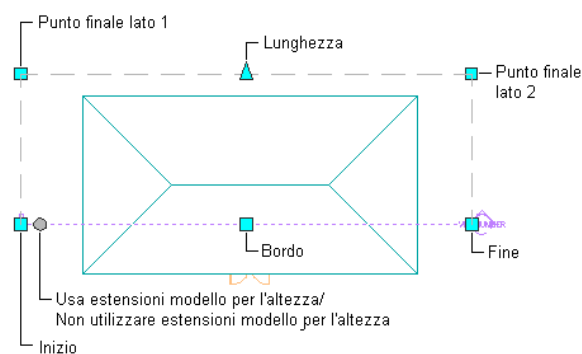 Punto finale lato 1
Lunghezza
Punto finale
lato 2
Bordo
Fine
Usa estensioni modello per l'altezza/
Non utilizzare estensioni modello per l'altezza
Inizio